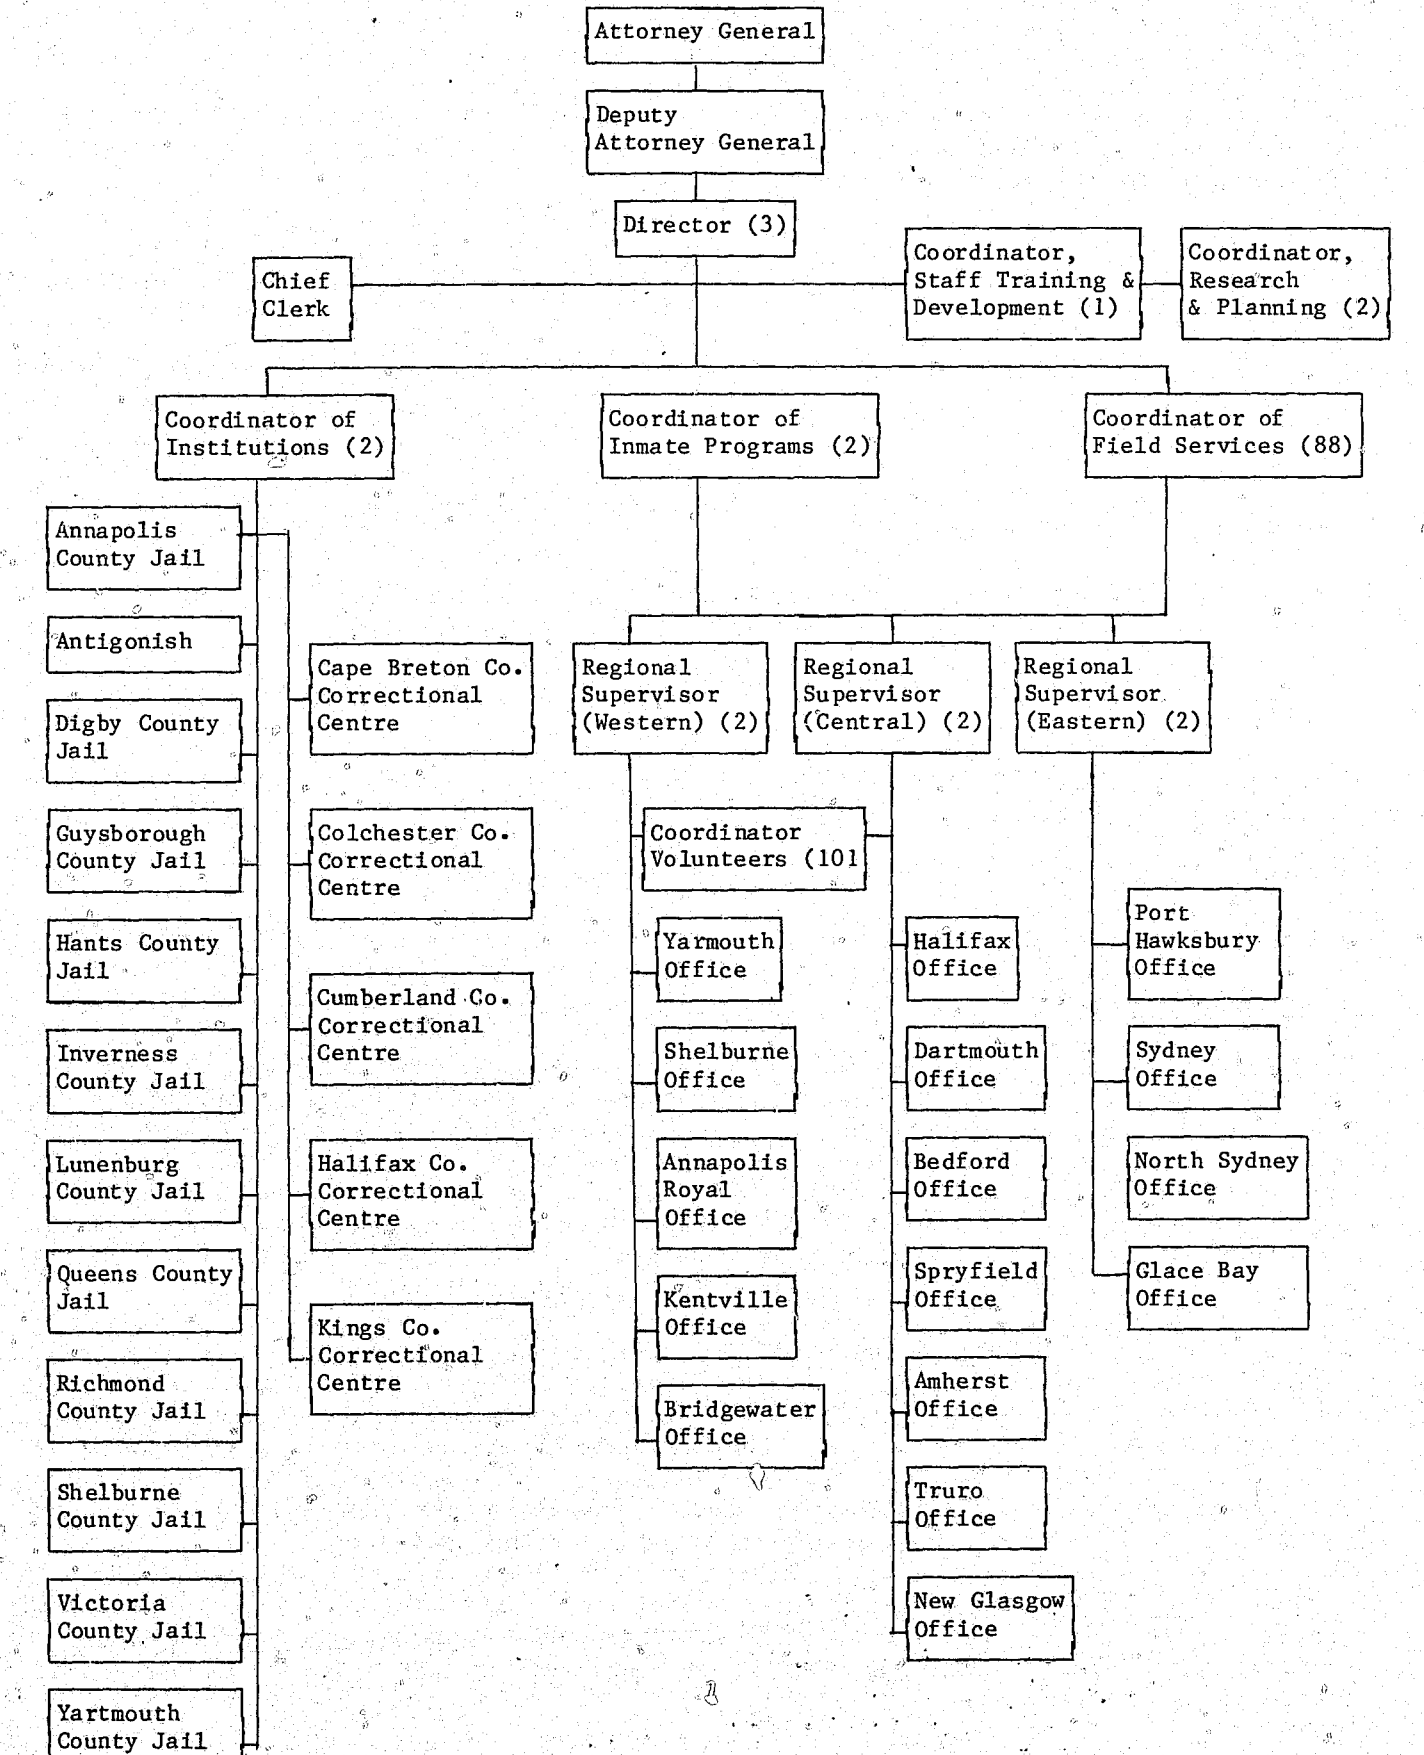 Attorney General
Deputy
Attorney General
Director (3)
Chief
Clerk
Coordinator,
Staff Training &
Development (1)
Coordinator,
Research
& Planning (2)
Coordinator of
Institutions (2)
Coordinator of
Inmate Programs (2)
Coordinator of
Field Services (88)
Annapolis
County Jail
Antigonish
Digby County
Jail
Guysborough
County Jail
Hants County
Jail
Inverness
County Jail
Lunenburg
County Jail
Queens County
Jail
Richmond
County Jail
Shelburne
County Jail
Victoria
County Jail
Yartmouth
County Jail
Cape Breton Co.
Correctional
Centre
Colchester Co.
Correctional
Centre
Cumberland Co.
Correctional
Centre
Halifax Co.
Correctional
Centre
Kings Co.
Correctional
Centre
Regional
Supervisor
(Western) (2)
Regional
Supervisor
(Central) (2)
Regional
Supervisor
(Eastern) (2)
Coordinator
Volunteers (101
Yarmouth
Office
Shelburne
Office
Annapolis
Royal
Office
Kentville
Office
Bridgewater
Office
Halifax
Office
Dartmouth
Office
Bedford
Office
Spryfield
Office
Amherst
Office
Truro
Office
New Glasgow
Office
Port
Hawksbury
Office
Sydney
Office
North Sydney
Office
Glace Bay
Office